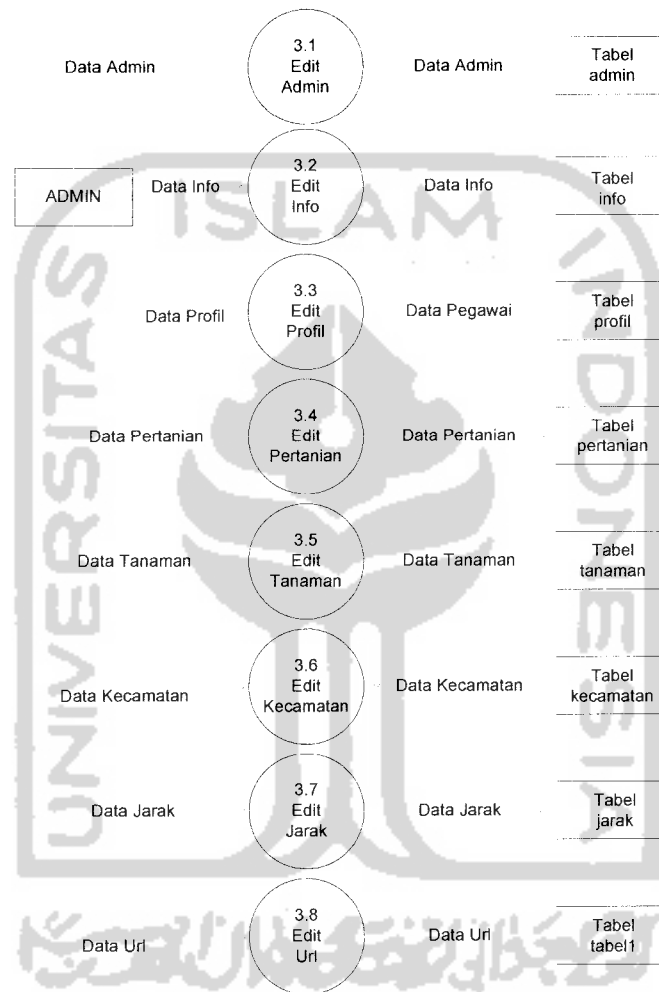 Data Admin
3.1
Edit
Admin
Data Admin
Tabel
admin
ADMIN
Data Info
3.2
Edit
Info
Data Info
Tabel
info
Data Profil
3.3
Edit
Profil
Data Pegawai
Tabel
profil
Data Pertanian
3.4
Edit
Pertanian
Data Pertanian
Tabel
pertanian
Data Tanaman
3.5
Edit
Tanaman
Data Tanaman
Tabel
tanaman
Data Kecamatan
3.6
Edit
Kecamatan
Data Kecamatan
Tabel
kecamatan
Data Jarak
3.7
Edit
Jarak
Data Jarak
Tabel
jarak
Data Url
3.8
Edit
Url
Data Url
Tabel
tabel1
UNIVERSITAS
ISLAM
INDONESIA